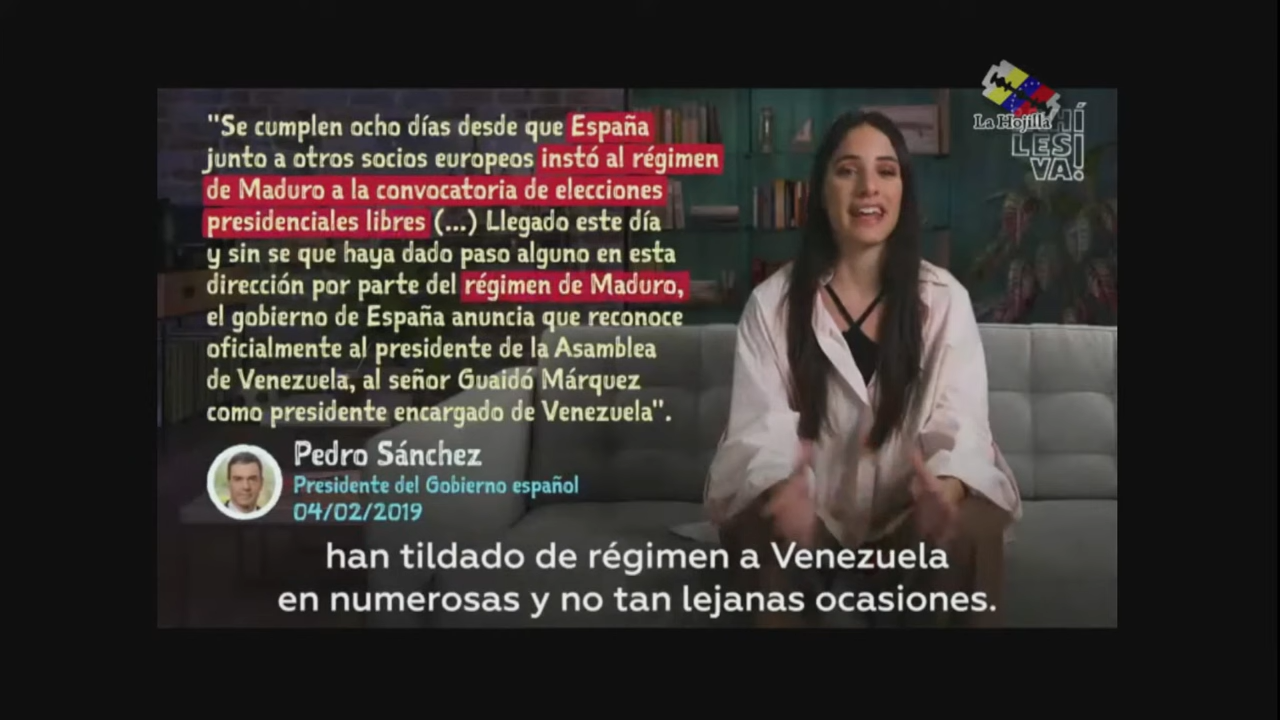 "Se cumplen ocho días desde que España
junto a otros socios europeos instó al régimen
de Maduro a la convocatoria de elecciones
presidenciales libres (...) Llegado este día
y sin se que haya dado paso alguno en esta
dirección por parte del régimen de Maduro,
el gobierno de España anuncia que reconoce
oficialmente al presidente de la Asamblea
de Venezuela, al señor Guaidó Márquez
como presidente encargado de Venezuela".
Pedro Sánchez
Presidente del Gobierno español
04/02/2019
han tildado de régimen a Venezuela
en numerosas y no tan lejanas ocasiones.
La Hojilla
LES
VA!